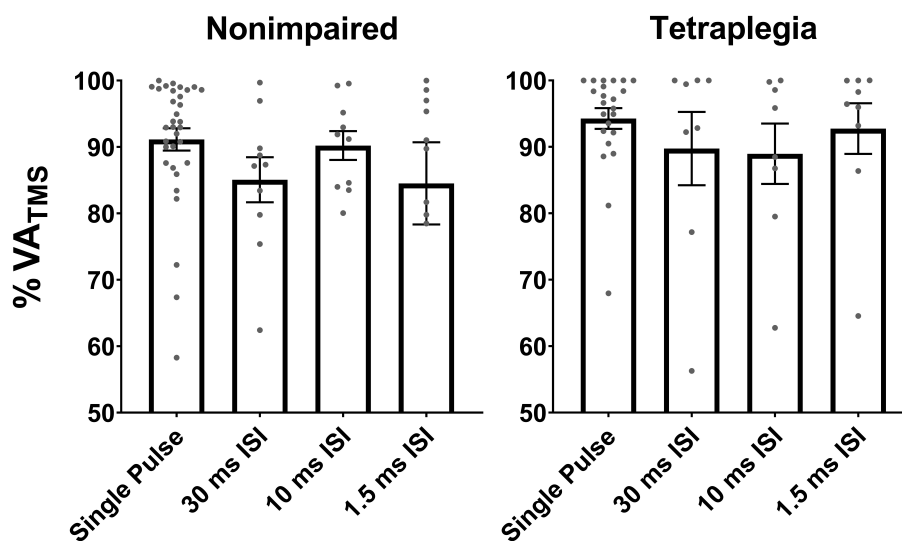 Nonimpaired
Tetraplegia
% VATMS
100
90
80
70
60
50
Single Pulse
30 ms ISI
10 ms ISI
1.5 ms ISI
100
90
80
70
60
50
Single Pulse
30 ms ISI
10 ms ISI
1.5 ms ISI